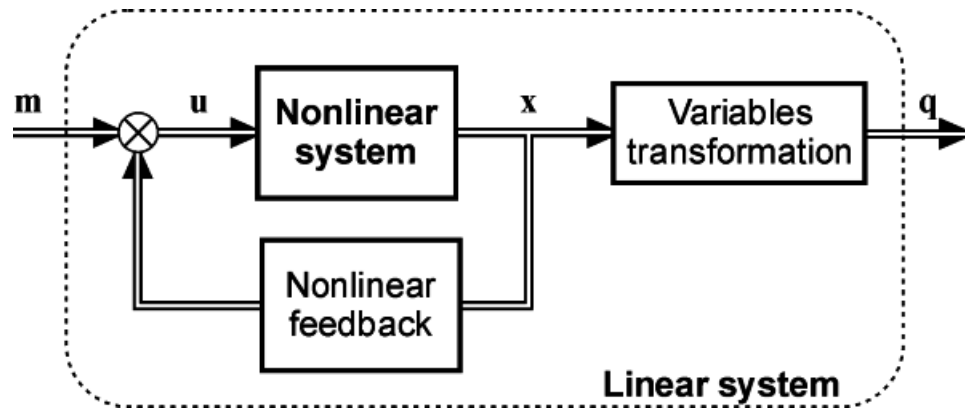 m
u
Nonlinear
system
x
Variables
transformation
q
Nonlinear
feedback
Linear system